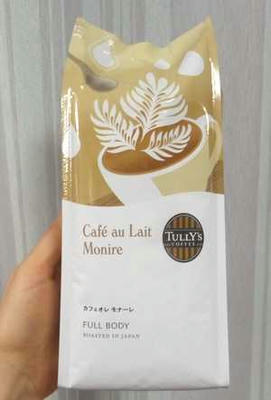 Café au Lait
Monire
TULLY'S
COFFEE
カフェオレ モナーレ
FULL BODY
ROASTED IN JAPAN